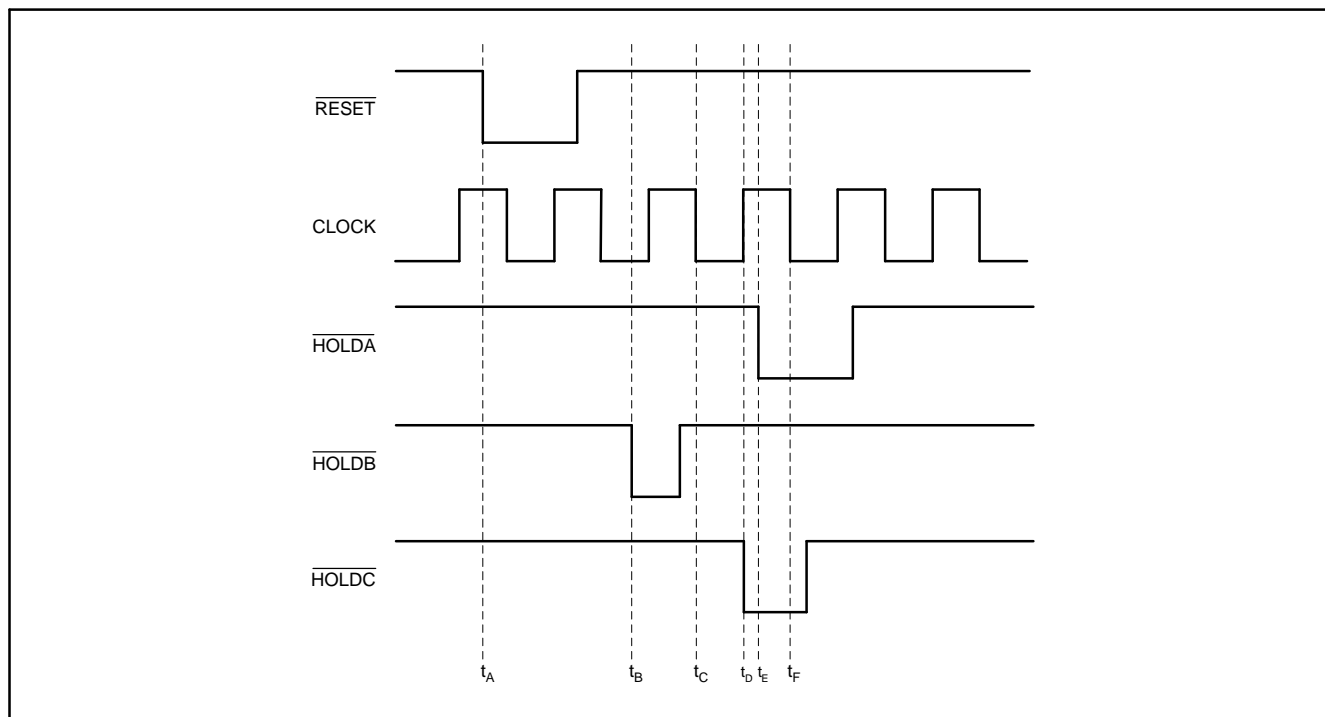 RESET
CLOCK
HOLDA
HOLDB
HOLDC
tA tB tC tD tE tF